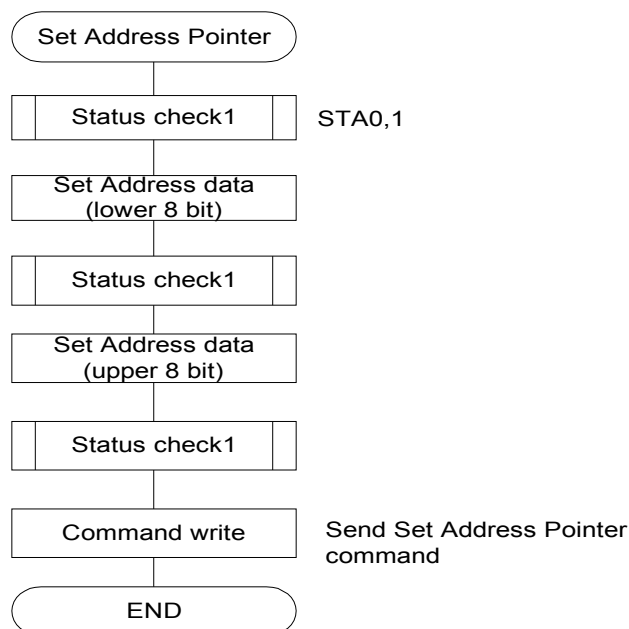 Set Address Pointer
Status check1
STA0,1
Set Address data
(lower 8 bit)
Status check1
Set Address data
(upper 8 bit)
Status check1
Command write
Send Set Address Pointer
command
END